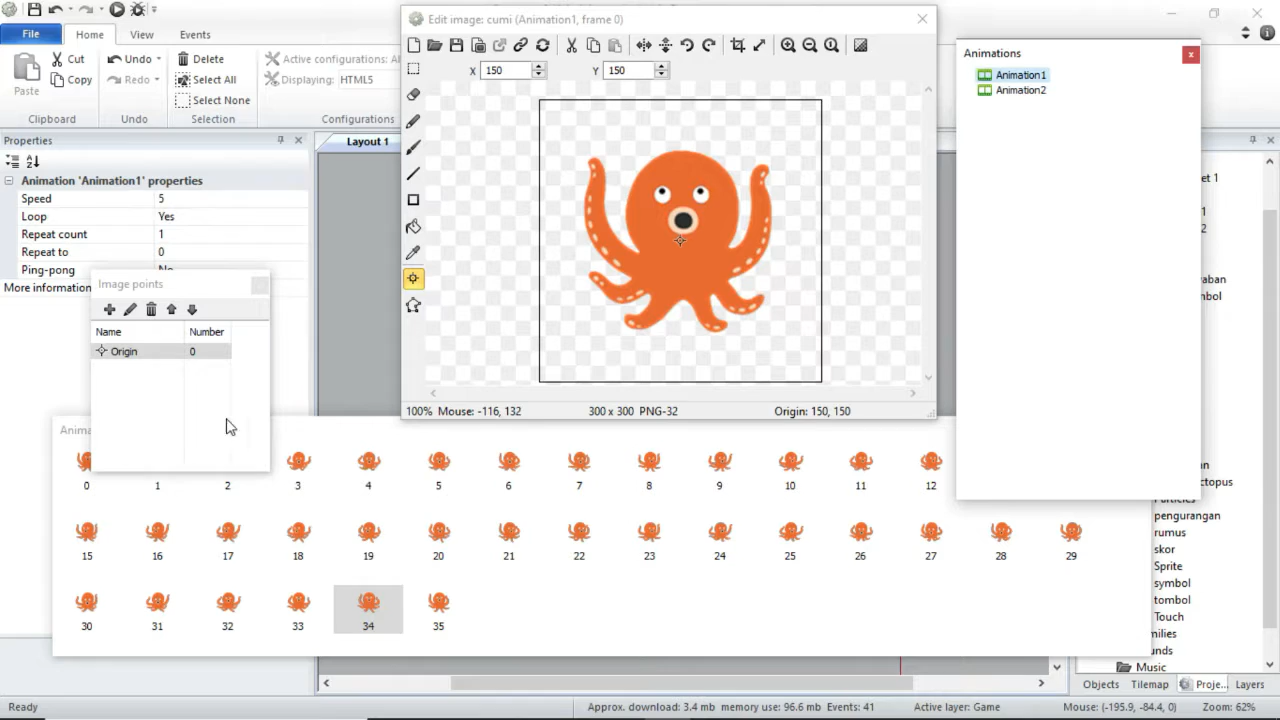 Edit image: cumi (Animation1, frame 0)
File
Home
View
Events
Cut
Copy
Paste
Clipboard
Undo
Redo
Undo
Delete
Select All
Select None
Selection
Active configurations: All
Displaying: HTML5
Configurations
X 150
Y 150
Animations
Animation1
Animation2
Properties
Layout 1
Animation 'Animation1' properties
Speed 5
Loop Yes
Repeat count 1
Repeat to 0
Ping-pong No
More information
Image points
Name Number
Origin 0
100% Mouse: -116, 132 300 x 300 PNG-32 Origin: 150, 150
0 1 2 3 4 5 6 7 8 9 10 11 12
15 16 17 18 19 20 21 22 23 24 25 26 27 28 29
30 31 32 33 34 35
pengurangan
rumus
skor
Sprite
symbol
tombol
Touch
Music
Objects Tilemap Proje... Layers
Ready Approx. download: 3.4 mb memory use: 96.6 mb Events: 41 Active layer: Game Mouse: (-195.9, -84.4, 0) Zoom: 62%